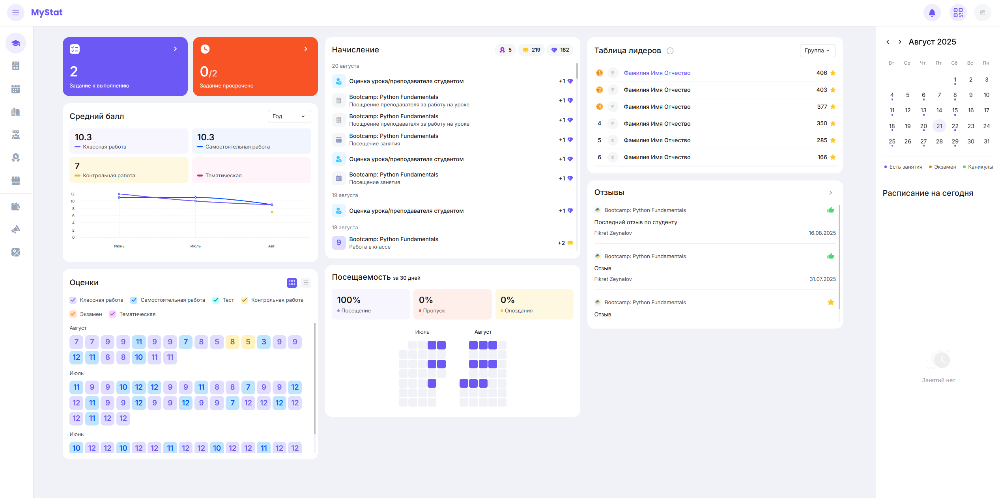 MyStat
2
Задание к выполнению
0/2
Задание просрочено
Средний балл
Год
10.3
Классная работа
10.3
Самостоятельная работа
7
Контрольная работа
Тематическая
12
10
8
6
4
2
0
Июнь Июль Авг.
Оценки
Классная работа Самостоятельная работа Тест Контрольная работа
Экзамен Тематическая
Август
7 7 9 9 11 9 9 7 8 5 8 5 3 9 9
12 11 8 8 10 11 11
Июль
11 9 9 10 12 12 9 9 11 8 8 7 9 9 12
12 11 9 9 12 9 9 12 9 9 7 12 12 12 12
12 11 12 12
Июнь
10 12 12 10 12 12 11 12 12 10 12 12 11 12 12
Начисление 5 219 182
20 августа
Оценка урока/преподавателя студентом +1
Bootcamp: Python Fundamentals
Поощрение преподавателя за работу на уроке +1
Bootcamp: Python Fundamentals
Поощрение преподавателя за работу на уроке +1
Bootcamp: Python Fundamentals
Посещение занятия +1
Оценка урока/преподавателя студентом +1
Bootcamp: Python Fundamentals
Посещение занятия +1
19 августа
Оценка урока/преподавателя студентом +1
18 августа
9 Bootcamp: Python Fundamentals
Работа в классе +2
Посещаемость за 30 дней
100%
Посещение
0%
Пропуск
0%
Опоздания
Июль Август
Таблица лидеров
Группа
1 Фамилия Имя Отчество 406
2 Фамилия Имя Отчество 403
3 Фамилия Имя Отчество 377
4 Фамилия Имя Отчество 350
5 Фамилия Имя Отчество 285
6 Фамилия Имя Отчество 166
Отзывы
Bootcamp: Python Fundamentals
Последний отзыв по студенту
Fikret Zeynalov 16.08.2025
Bootcamp: Python Fundamentals
Отзыв
Fikret Zeynalov 31.07.2025
Bootcamp: Python Fundamentals
Отзыв
Август 2025
Вт Ср Чт Пт Сб Вс Пн
1 2 3
4 5 6 7 8 9 10
11 12 13 14 15 16 17
18 19 20 21 22 23 24
25 26 27 28 29 30 31
Есть занятия Экзамен Каникулы
Расписание на сегодня
Занятий нет